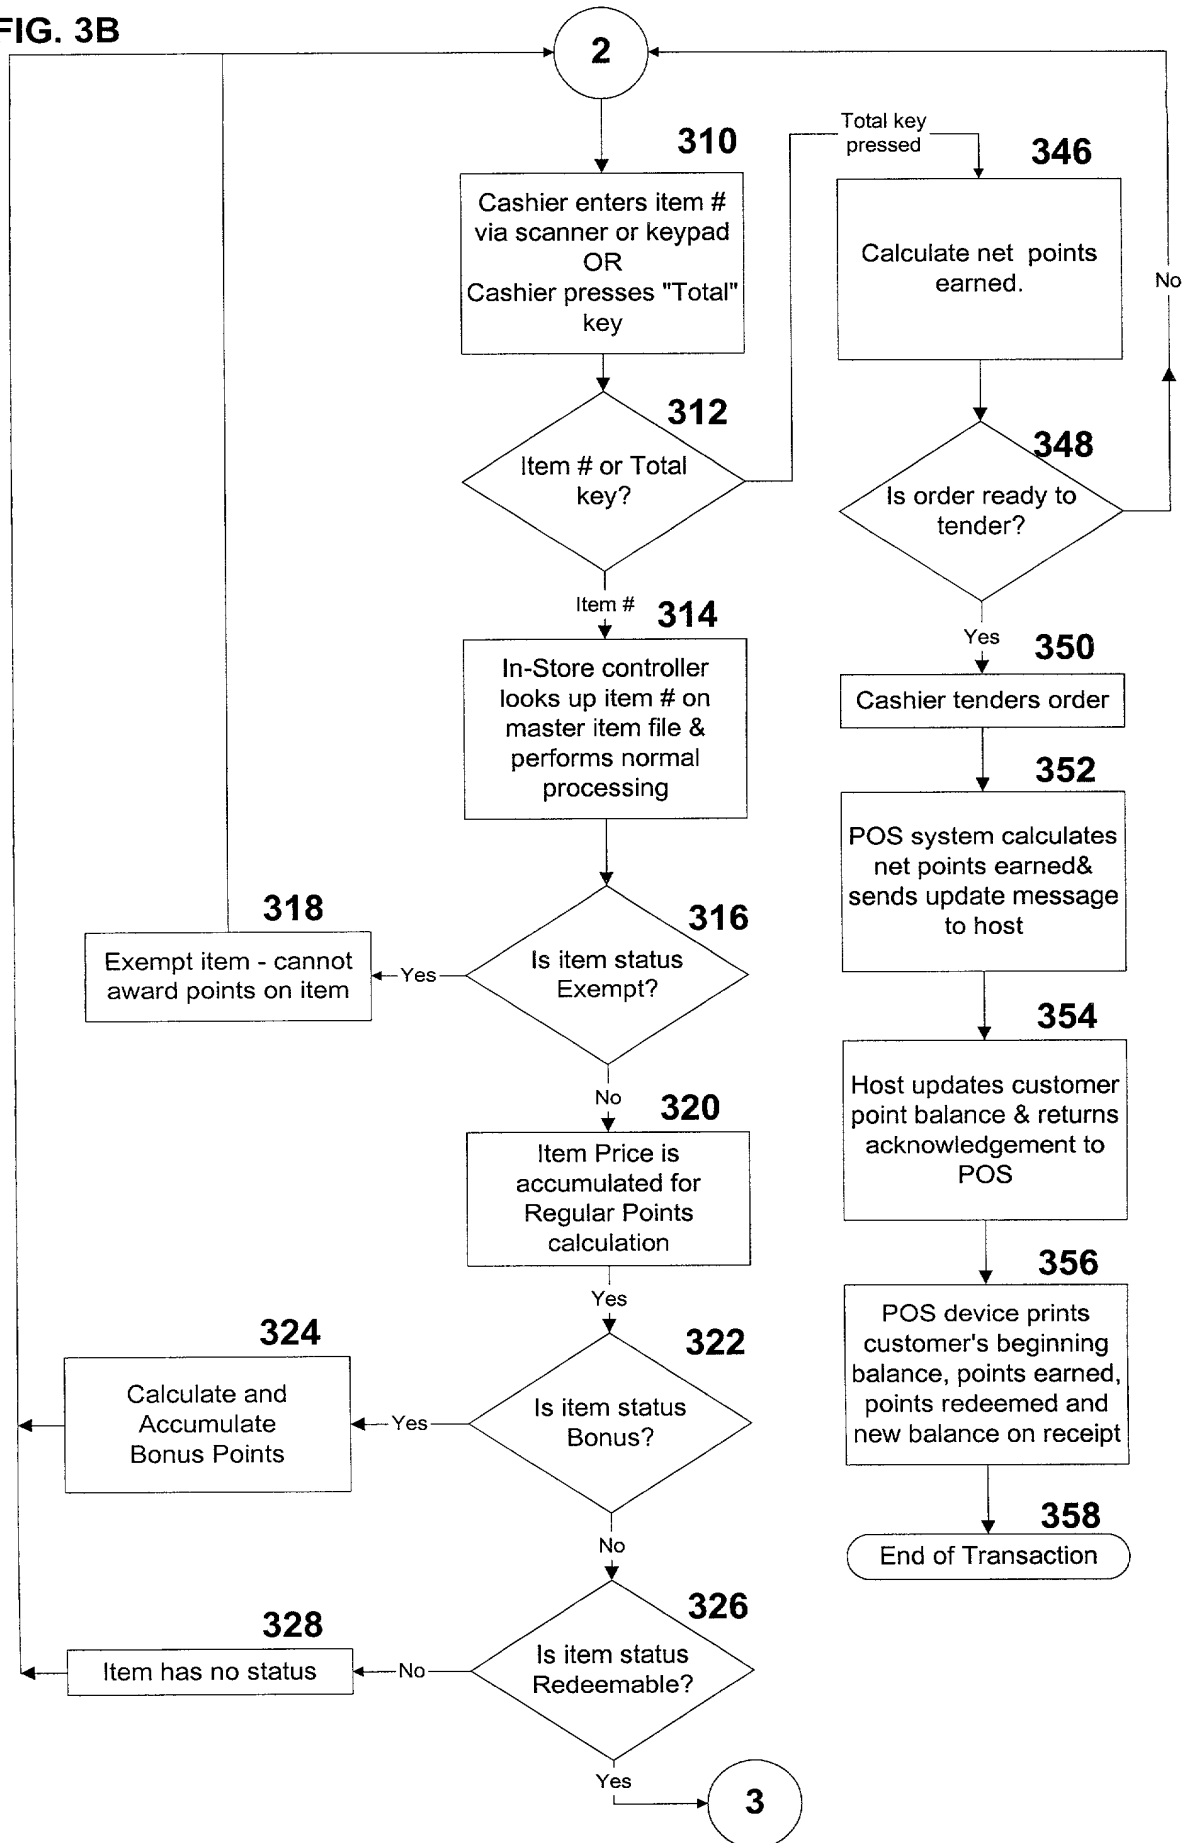 FIG. 3B
2
310
Cashier enters item #
via scanner or keypad
OR
Cashier presses "Total"
key
312
Item # or Total
key?
Item #
314
In-Store controller
looks up item # on
master item file &
performs normal
processing
316
Is item status
Exempt?
Yes
318
Exempt item - cannot
award points on item
No
320
Item Price is
accumulated for
Regular Points
calculation
Yes
322
Is item status
Bonus?
Yes
324
Calculate and
Accumulate
Bonus Points
No
326
Is item status
Redeemable?
No
328
Item has no status
Yes
3
Total key
pressed
346
Calculate net points
earned.
348
Is order ready to
tender?
No
Yes
350
Cashier tenders order
352
POS system calculates
net points earned&
sends update message
to host
354
Host updates customer
point balance & returns
acknowledgement to
POS
356
POS device prints
customer's beginning
balance, points earned,
points redeemed and
new balance on receipt
358
End of Transaction